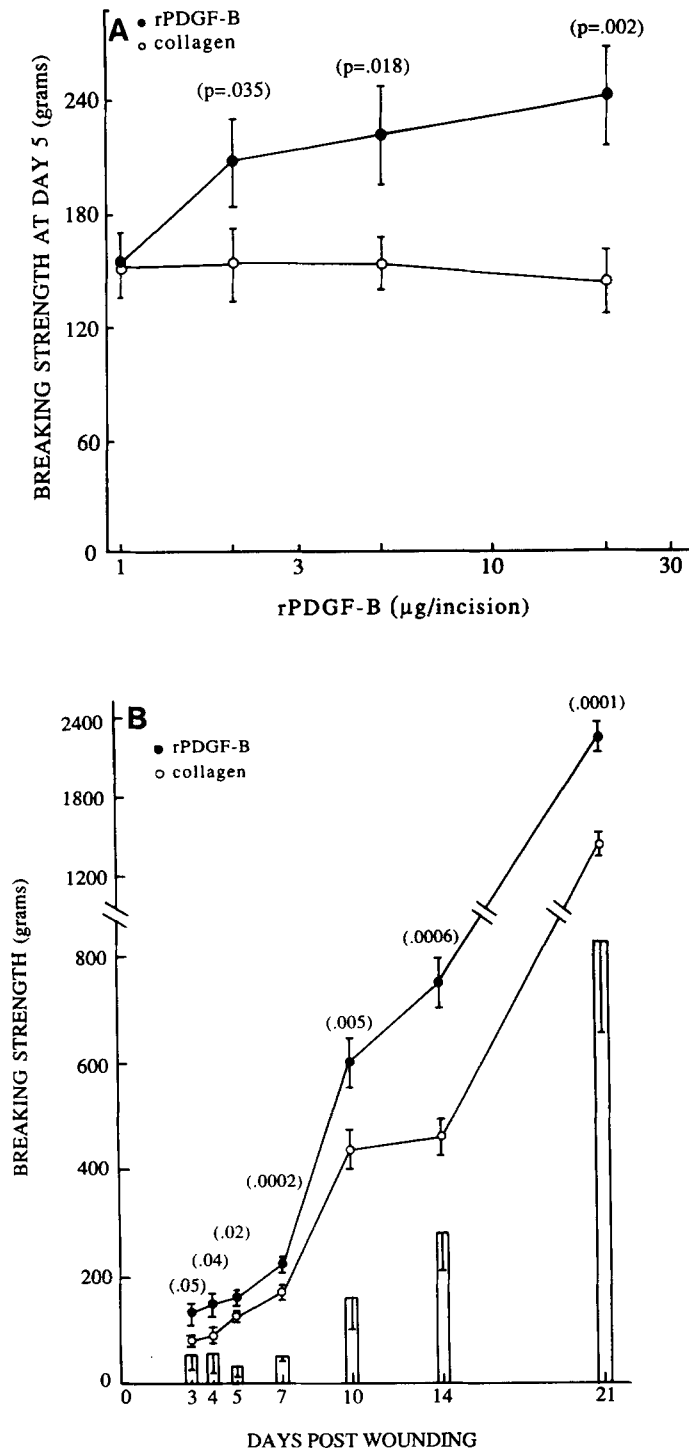 A
rPDGF-B
collagen
(p=.035)
(p=.018)
(p=.002)
240
180
120
60
0
BREAKING STRENGTH AT DAY 5 (grams)
1
3
10
30
rPDGF-B (μg/incision)
B
rPDGF-B
collagen
(.05)
(.04)
(.02)
(.0002)
(.005)
(.0006)
(.0001)
2400
1800
1200
800
600
400
200
0
BREAKING STRENGTH (grams)
0
3
4
5
7
10
14
21
DAYS POST WOUNDING